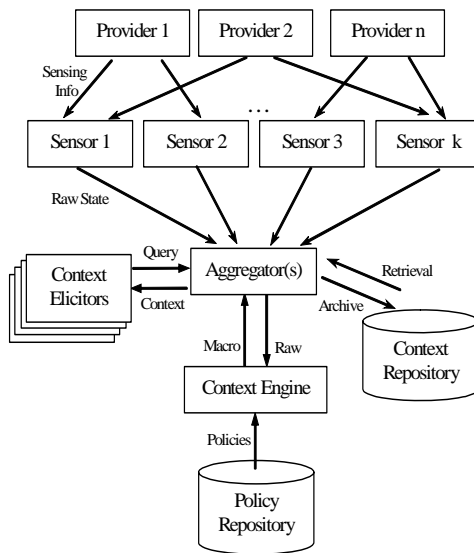 Provider 1
Provider 2
Provider n
Sensing
Info
...
Sensor 1
Sensor 2
Sensor 3
Sensor k
Raw State
Query
Context
Elicitors
Aggregator(s)
Retrieval
Context
Archive
Macro
Raw
Context
Repository
Context Engine
Policies
Policy
Repository